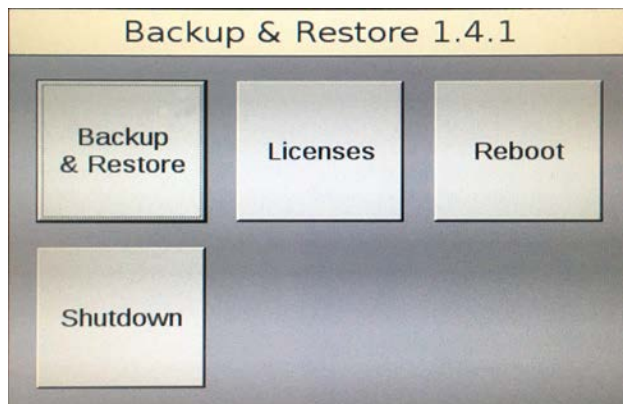 Backup & Restore 1.4.1
Backup
& Restore
Licenses
Reboot
Shutdown